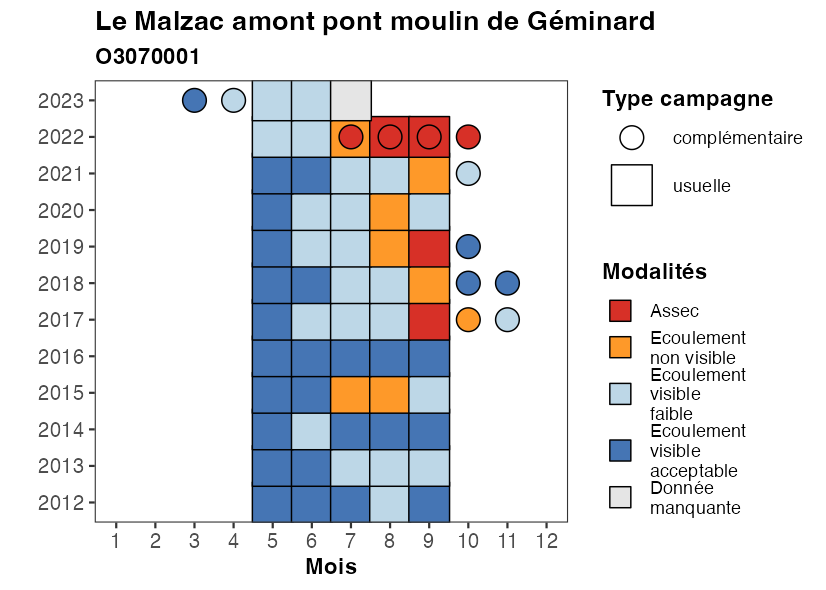 Le Malzac amont pont moulin de Géminard
O3070001
2023
2022
2021
2020
2019
2018
2017
2016
2015
2014
2013
2012
1 2 3 4 5 6 7 8 9 10 11 12
Mois
Type campagne
complémentaire
usuelle
Modalités
Assec
Ecoulement
non visible
Ecoulement
visible
faible
Ecoulement
visible
acceptable
Donnée
manquante